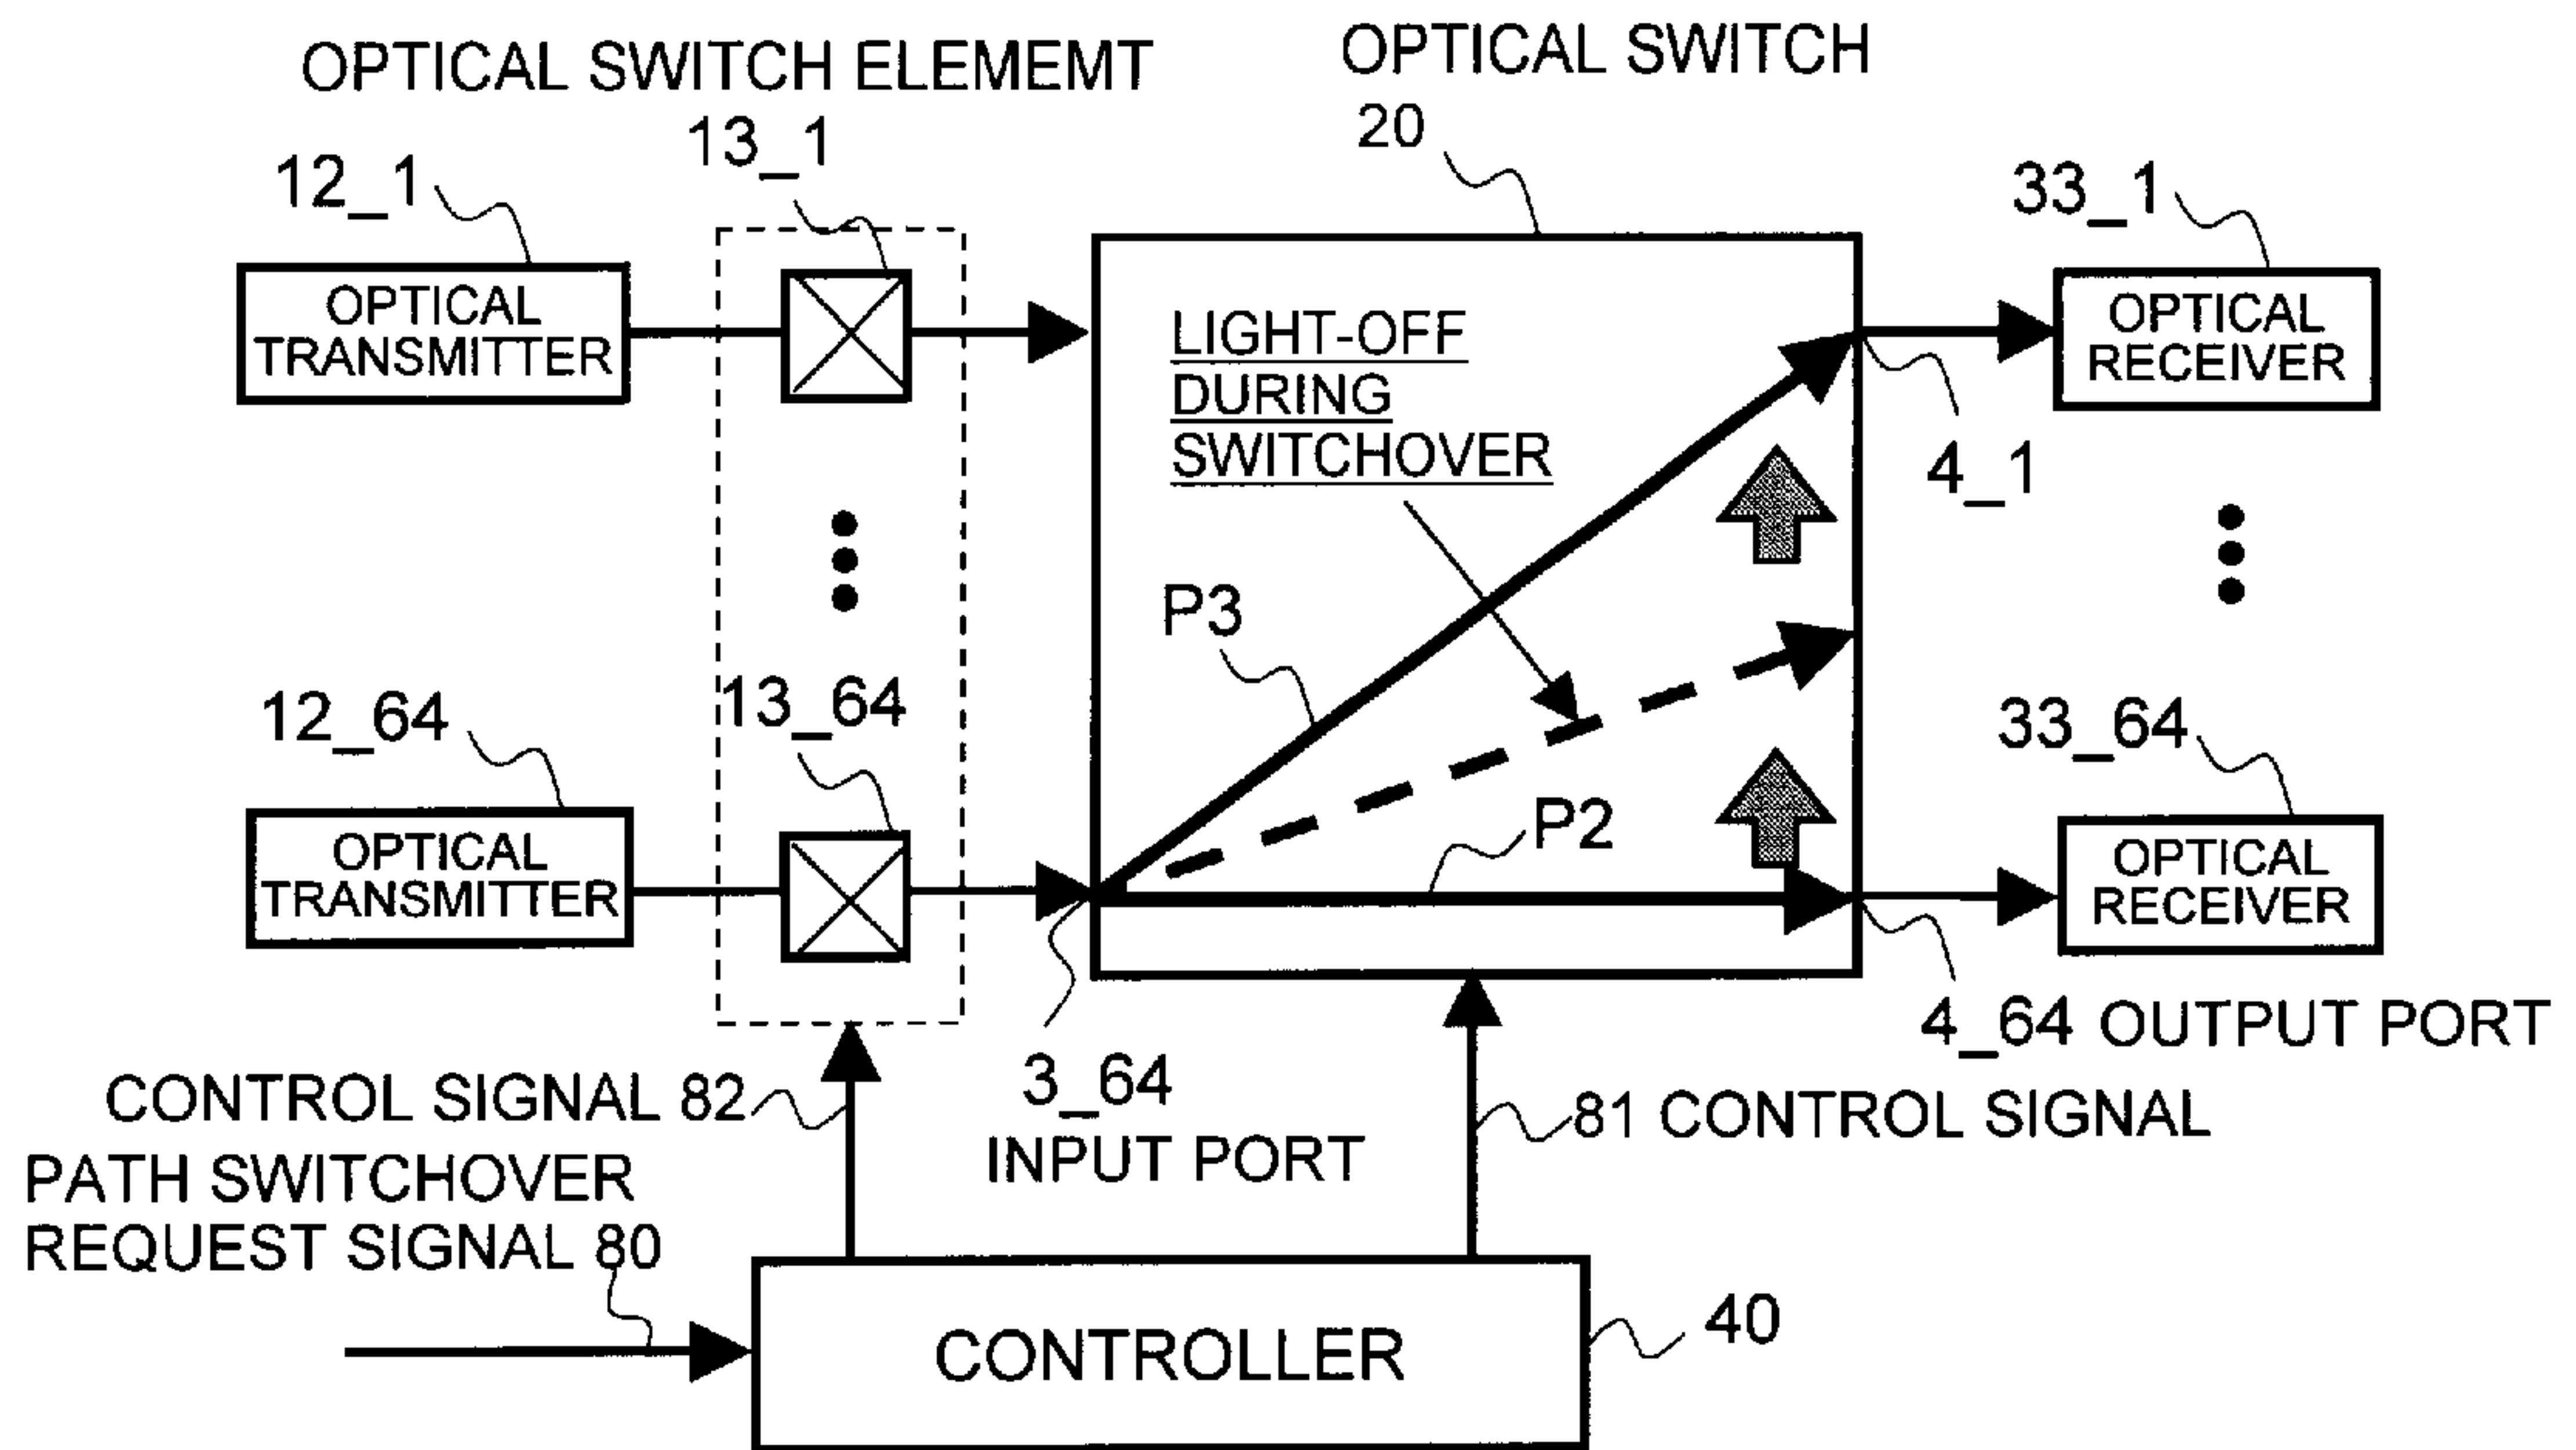 OPTICAL SWITCH ELEMEMT
OPTICAL SWITCH
20
13_1
12_1
33_1
OPTICAL
TRANSMITTER
LIGHT-OFF
DURING
SWITCHOVER
OPTICAL
RECEIVER
4_1
P3
12_64
13_64
33_64
P2
OPTICAL
TRANSMITTER
OPTICAL
RECEIVER
4_64 OUTPUT PORT
3_64
INPUT PORT
CONTROL SIGNAL 82
81 CONTROL SIGNAL
PATH SWITCHOVER
REQUEST SIGNAL 80
CONTROLLER
40